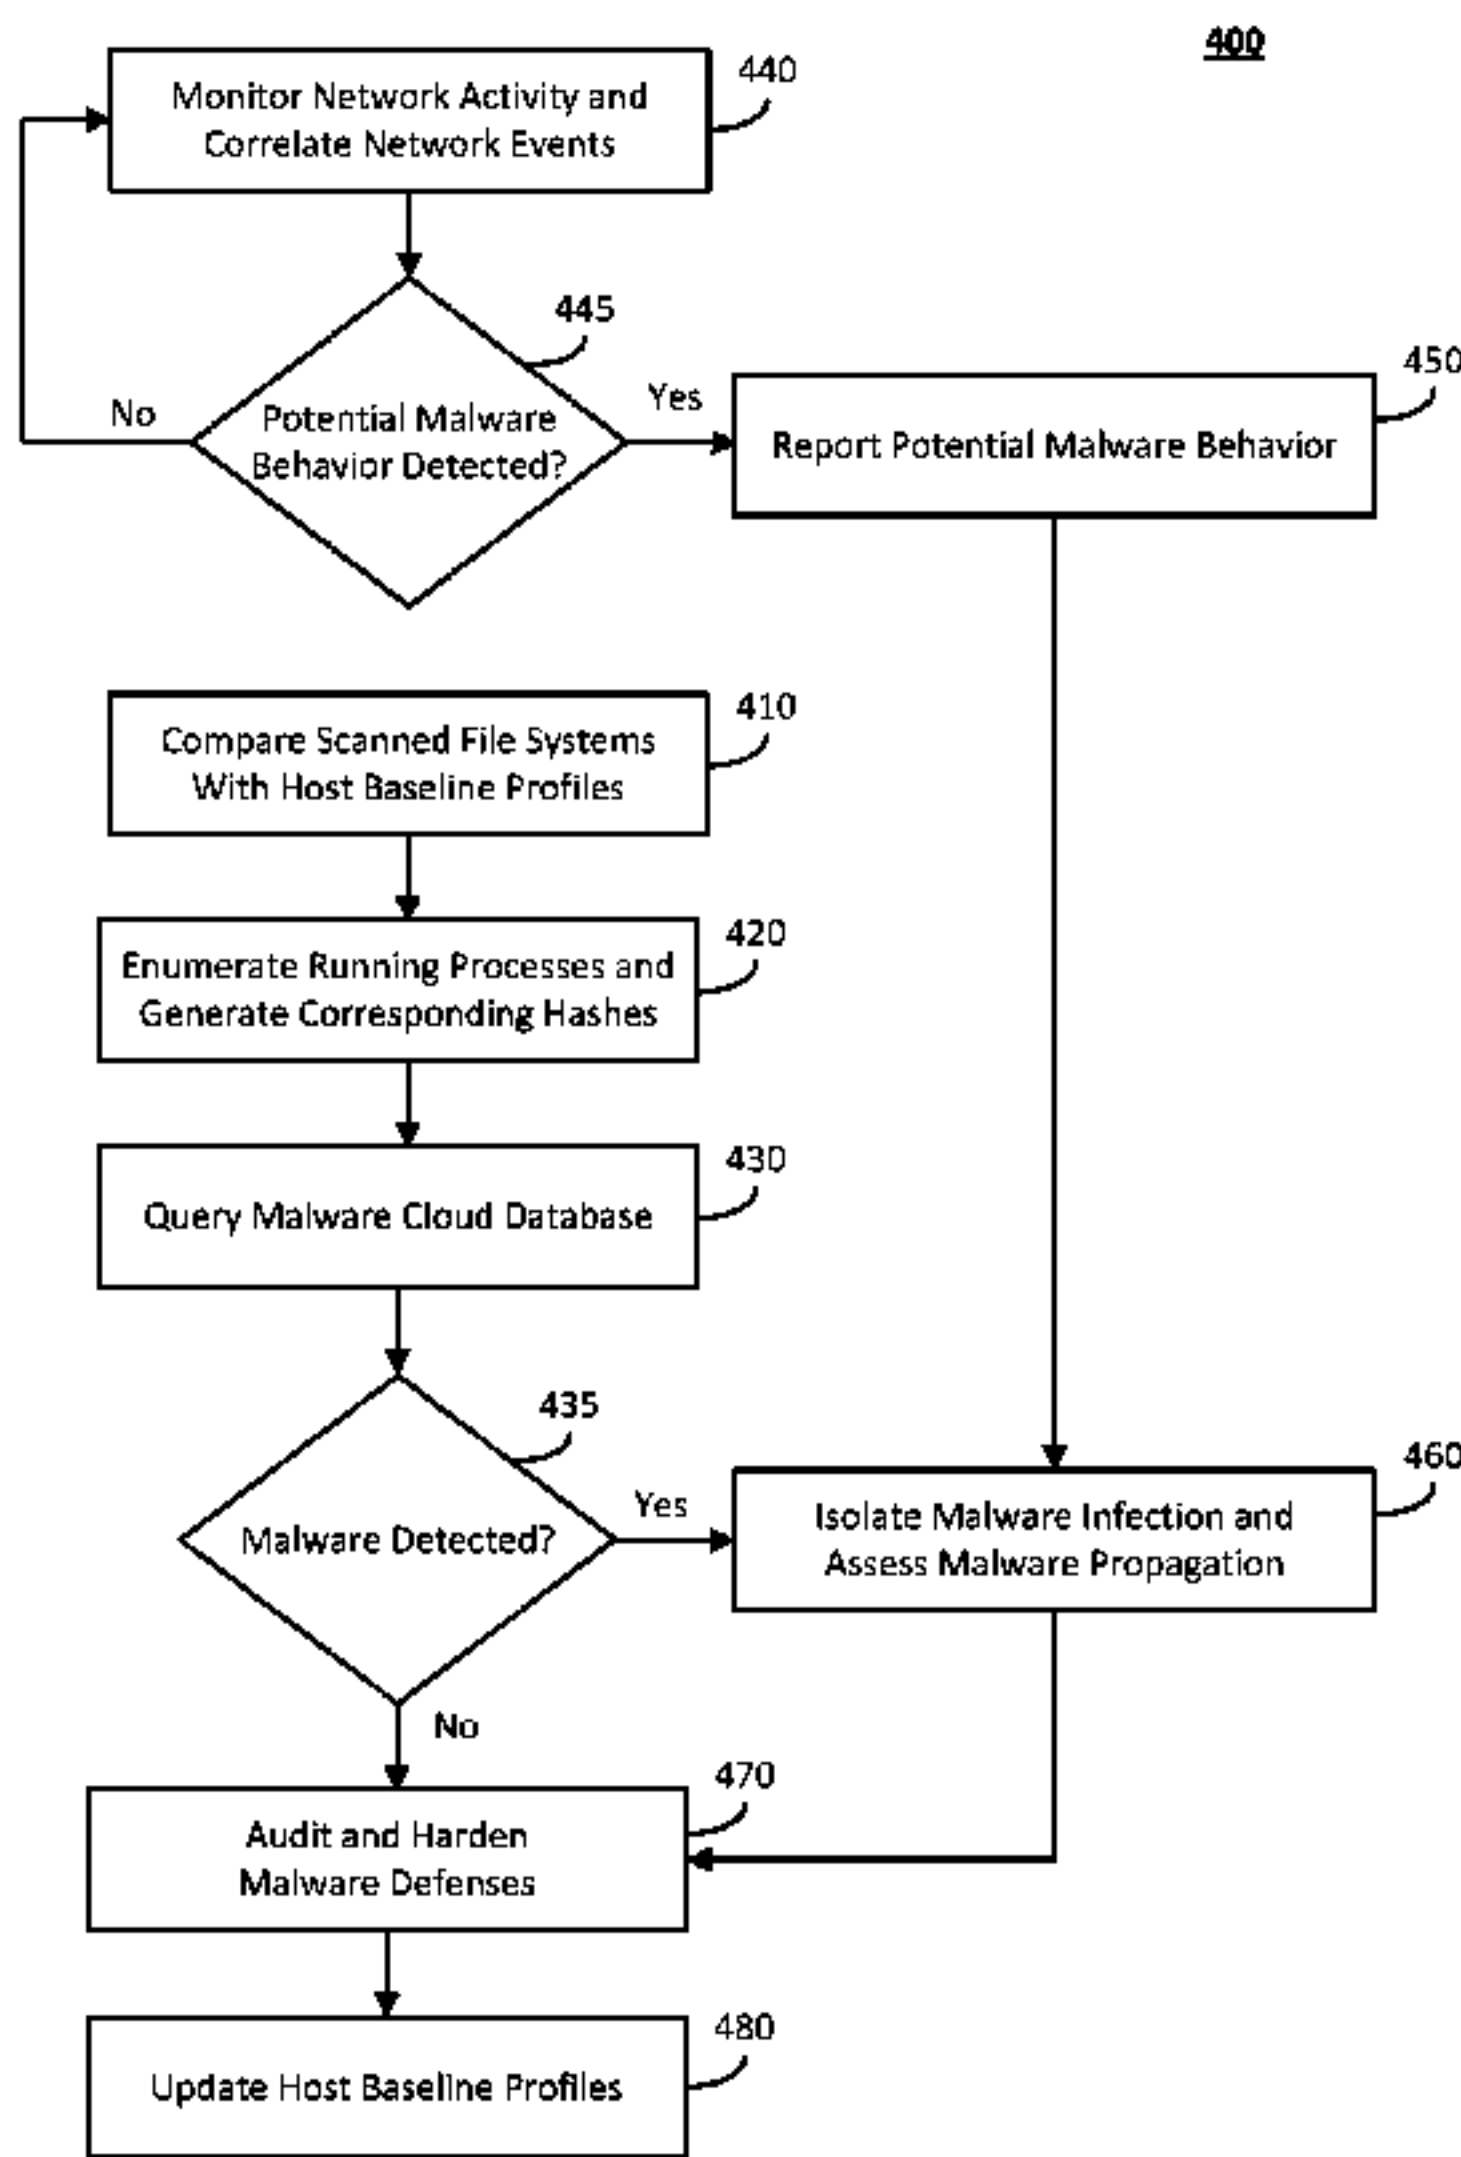 400
440
Monitor Network Activity and
Correlate Network Events
445
Potential Malware
Behavior Detected?
No
Yes
450
Report Potential Malware Behavior
410
Compare Scanned File Systems
With Host Baseline Profiles
420
Enumerate Running Processes and
Generate Corresponding Hashes
430
Query Malware Cloud Database
435
Malware Detected?
Yes
No
460
Isolate Malware Infection and
Assess Malware Propagation
470
Audit and Harden
Malware Defenses
480
Update Host Baseline Profiles